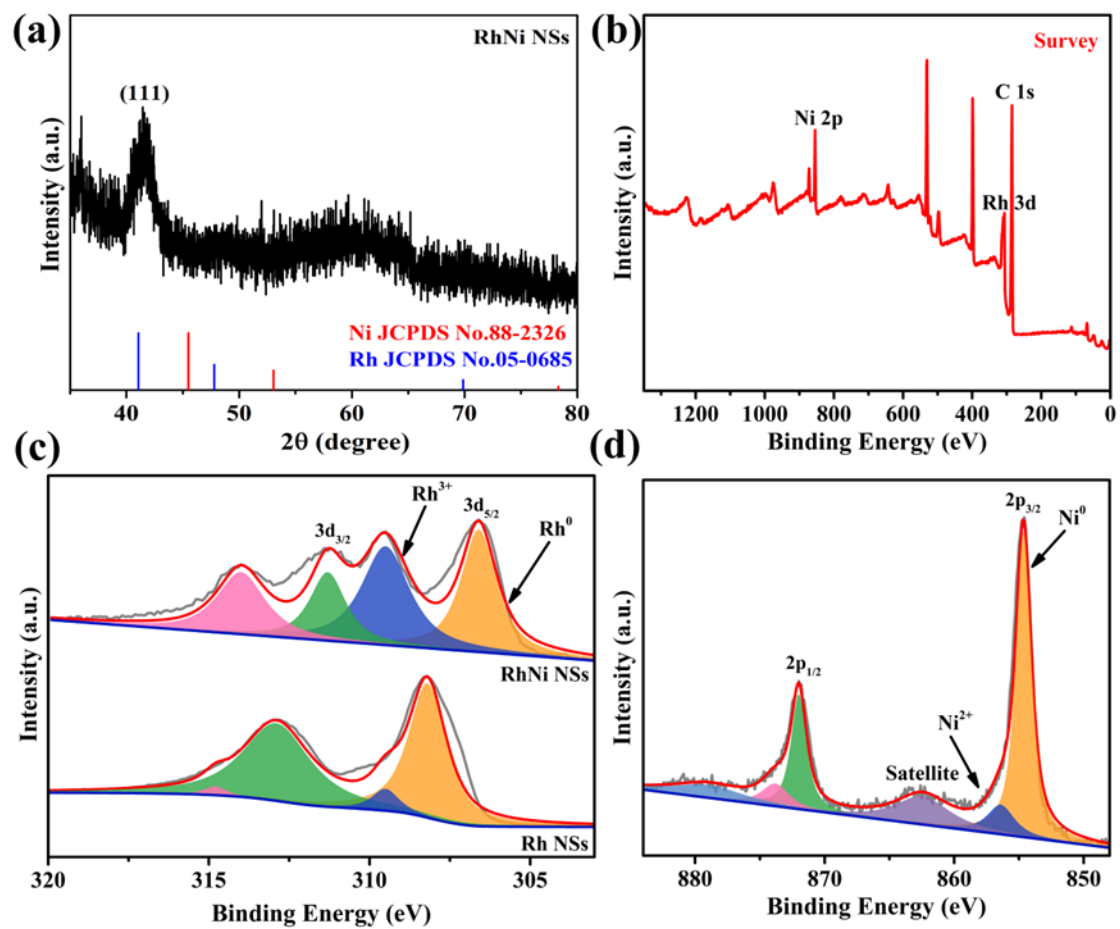 (a)
RhNi NSs
(111)
Intensity (a.u.)
Ni JCPDS No.88-2326
Rh JCPDS No.05-0685
40 50 60 70 80
2θ (degree)
(b)
Survey
C 1s
Ni 2p
Rh 3d
Intensity (a.u.)
1200 1000 800 600 400 200 0
Binding Energy (eV)
(c)
Rh³⁺
3d₅/₂
3d₃/₂
Rh⁰
RhNi NSs
Intensity (a.u.)
Rh NSs
320 315 310 305
Binding Energy (eV)
(d)
2p₃/₂
Ni⁰
2p₁/₂
Ni²⁺
Satellite
Intensity (a.u.)
880 870 860 850
Binding Energy (eV)